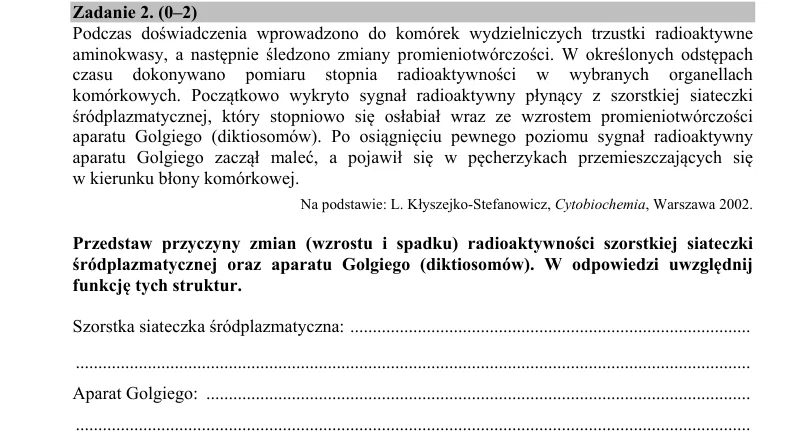 Zadanie 2. (0–2)
Podczas doświadczenia wprowadzono do komórek wydzielniczych trzustki radioaktywne
aminokwasy, a następnie śledzono zmiany promieniotwórczości. W określonych odstępach
czasu dokonywano pomiaru stopnia radioaktywności w wybranych organellach
komórkowych. Początkowo wykryto sygnał radioaktywny płynący z szorstkiej siateczki
śródplazmatycznej, który stopniowo się osłabiał wraz ze wzrostem promieniotwórczości
aparatu Golgiego (diktiosomów). Po osiągnięciu pewnego poziomu sygnał radioaktywny
aparatu Golgiego zaczął maleć, a pojawił się w pęcherzykach przemieszczających się
w kierunku błony komórkowej.
Na podstawie: L. Kłyszejko-Stefanowicz, Cytobiochemia, Warszawa 2002.
Przedstaw przyczyny zmian (wzrostu i spadku) radioaktywności szorstkiej siateczki
śródplazmatycznej oraz aparatu Golgiego (diktiosomów). W odpowiedzi uwzględnij
funkcję tych struktur.
Szorstka siateczka śródplazmatyczna: .........................................................................................
......................................................................................................................................................
Aparat Golgiego: .........................................................................................................................
......................................................................................................................................................